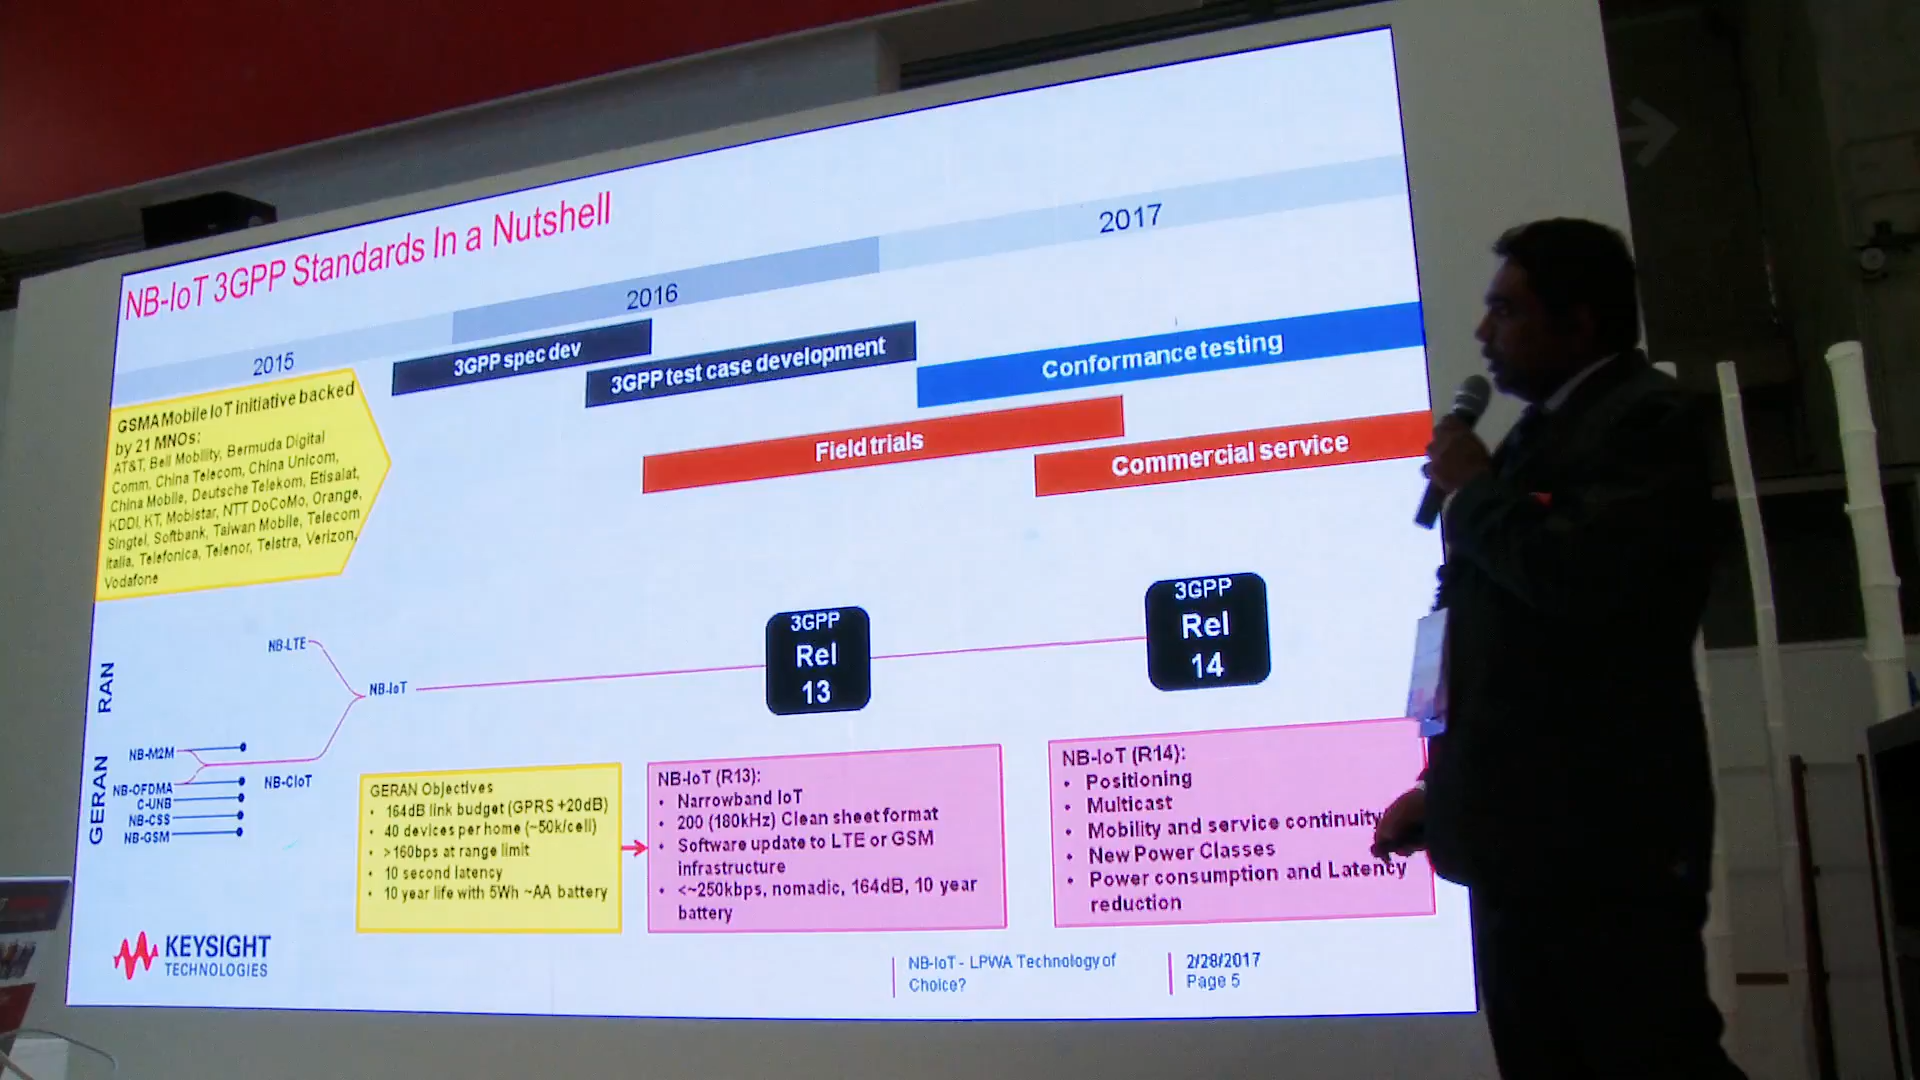 NB-IoT 3GPP Standards In a Nutshell
2015
2016
2017
3GPP spec dev
3GPP test case development
Conformance testing
Field trials
Commercial service
GSMA Mobile IoT initiative backed
by 21 MNOs:
AT&T, Bell Mobility, Bermuda Digital
Comm, China Telecom, China Unicom,
China Mobile, Deutsche Telekom, Etisalat,
KDDI, KT, Mobistar, NTT DoCoMo, Orange,
Singtel, Softbank, Taiwan Mobile, Telecom
Italia, Telefonica, Telenor, Telstra, Verizon,
Vodafone
RAN
GERAN
NB-LTE
NB-IoT
NB-M2M
NB-OFDMA
C-UNB
NB-CSS
NB-GSM
NB-CIoT
3GPP
Rel
13
3GPP
Rel
14
GERAN Objectives
• 164dB link budget (GPRS +20dB)
• 40 devices per home (~50k/cell)
• >160bps at range limit
• 10 second latency
• 10 year life with 5Wh ~AA battery
NB-IoT (R13):
• Narrowband IoT
• 200 (180kHz) Clean sheet format
• Software update to LTE or GSM
infrastructure
• <~250kbps, nomadic, 164dB, 10 year
battery
NB-IoT (R14):
• Positioning
• Multicast
• Mobility and service continuity
• New Power Classes
• Power consumption and Latency
reduction
KEYSIGHT
TECHNOLOGIES
NB-IoT - LPWA Technology of
Choice?
2/28/2017
Page 5